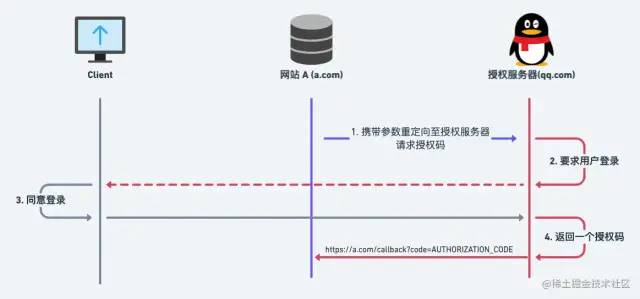 Client
网站 A (a.com)
授权服务器(qq.com)
1. 携带参数重定向至授权服务器
请求授权码
2. 要求用户登录
3. 同意登录
4. 返回一个授权码
https://a.com/callback?code=AUTHORIZATION_CODE
@稀土掘金技术社区